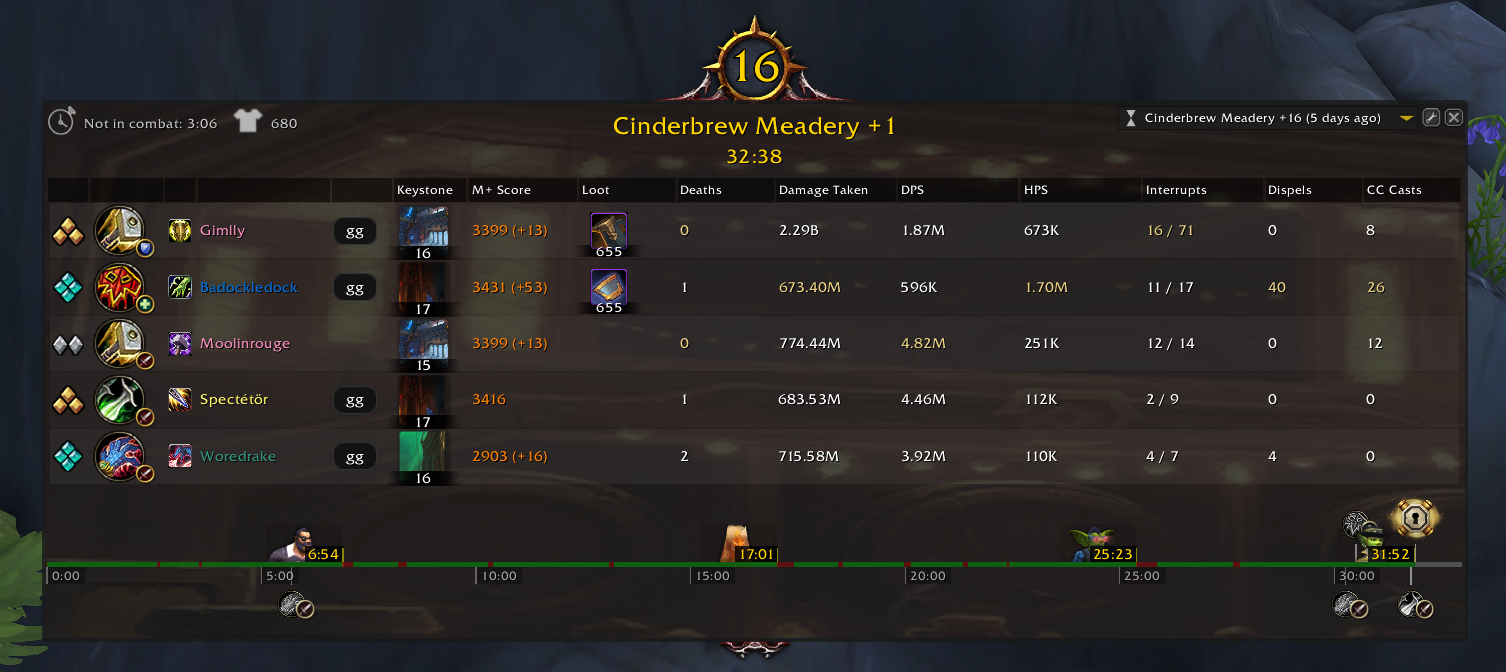 16
Not in combat: 3:06 680
Cinderbrew Meadery +1
Cinderbrew Meadery +16 (5 days ago)
32:38
Keystone M+ Score Loot Deaths Damage Taken DPS HPS Interrupts Dispels CC Casts
Gimlly gg 16 3399 (+13) 655 0 2.29B 1.87M 673K 16 / 71 0 8
Badockledock gg 17 3431 (+53) 655 1 673.40M 596K 1.70M 11 / 17 40 26
Moolinrouge 15 3399 (+13) 0 774.44M 4.82M 251K 12 / 14 0 12
Spectétör gg 17 3416 1 683.53M 4.46M 112K 2 / 9 0 0
Woredrake gg 16 2903 (+16) 2 715.58M 3.92M 110K 4 / 7 4 0
6:54 17:01 25:23 31:52
0:00 5:00 10:00 15:00 20:00 25:00 30:00